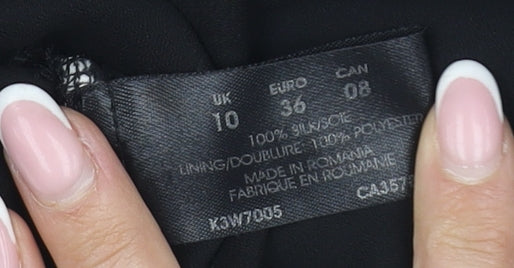 UK EURO CAN
10 36 08
100% SILK/SOIE
LINING/DOUBLURE : 100% POLYESTER
MADE IN ROMANIA
FABRIQUE EN ROUMANIE
K3W7005 CA357